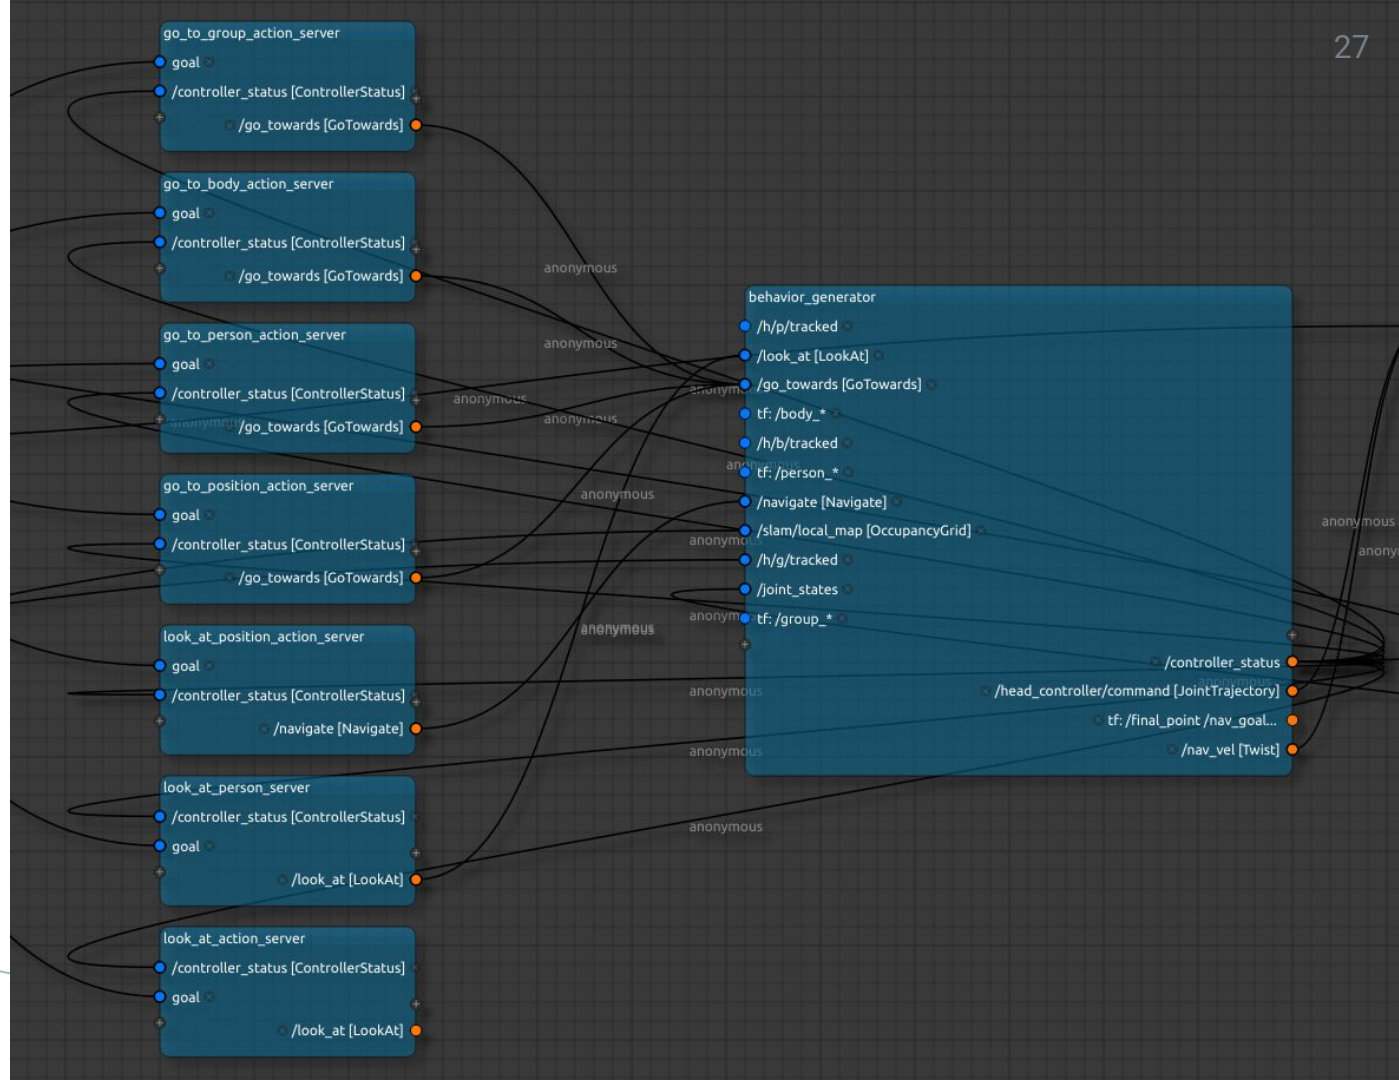 27
go_to_group_action_server
goal
/controller_status [ControllerStatus]
/go_towards [GoTowards]
go_to_body_action_server
goal
/controller_status [ControllerStatus]
/go_towards [GoTowards]
go_to_person_action_server
goal
/controller_status [ControllerStatus]
anonymous
/go_towards [GoTowards]
go_to_position_action_server
goal
/controller_status [ControllerStatus]
/go_towards [GoTowards]
look_at_position_action_server
goal
/controller_status [ControllerStatus]
/navigate [Navigate]
look_at_person_server
/controller_status [ControllerStatus]
goal
/look_at [LookAt]
look_at_action_server
/controller_status [ControllerStatus]
goal
/look_at [LookAt]
anonymous
anonymous
anonymous
anonymous
anonymous
anonymous
anonymous
anonymous
anonymous
behavior_generator
/h/p/tracked
/look_at [LookAt]
/go_towards [GoTowards]
tf: /body_*
/h/b/tracked
tf: /person_*
/navigate [Navigate]
/slam/local_map [OccupancyGrid]
/h/g/tracked
/joint_states
tf: /group_*
/controller_status
anonymous
/head_controller/command [JointTrajectory]
tf: /final_point /nav_goal...
/nav_vel [Twist]
anonymous